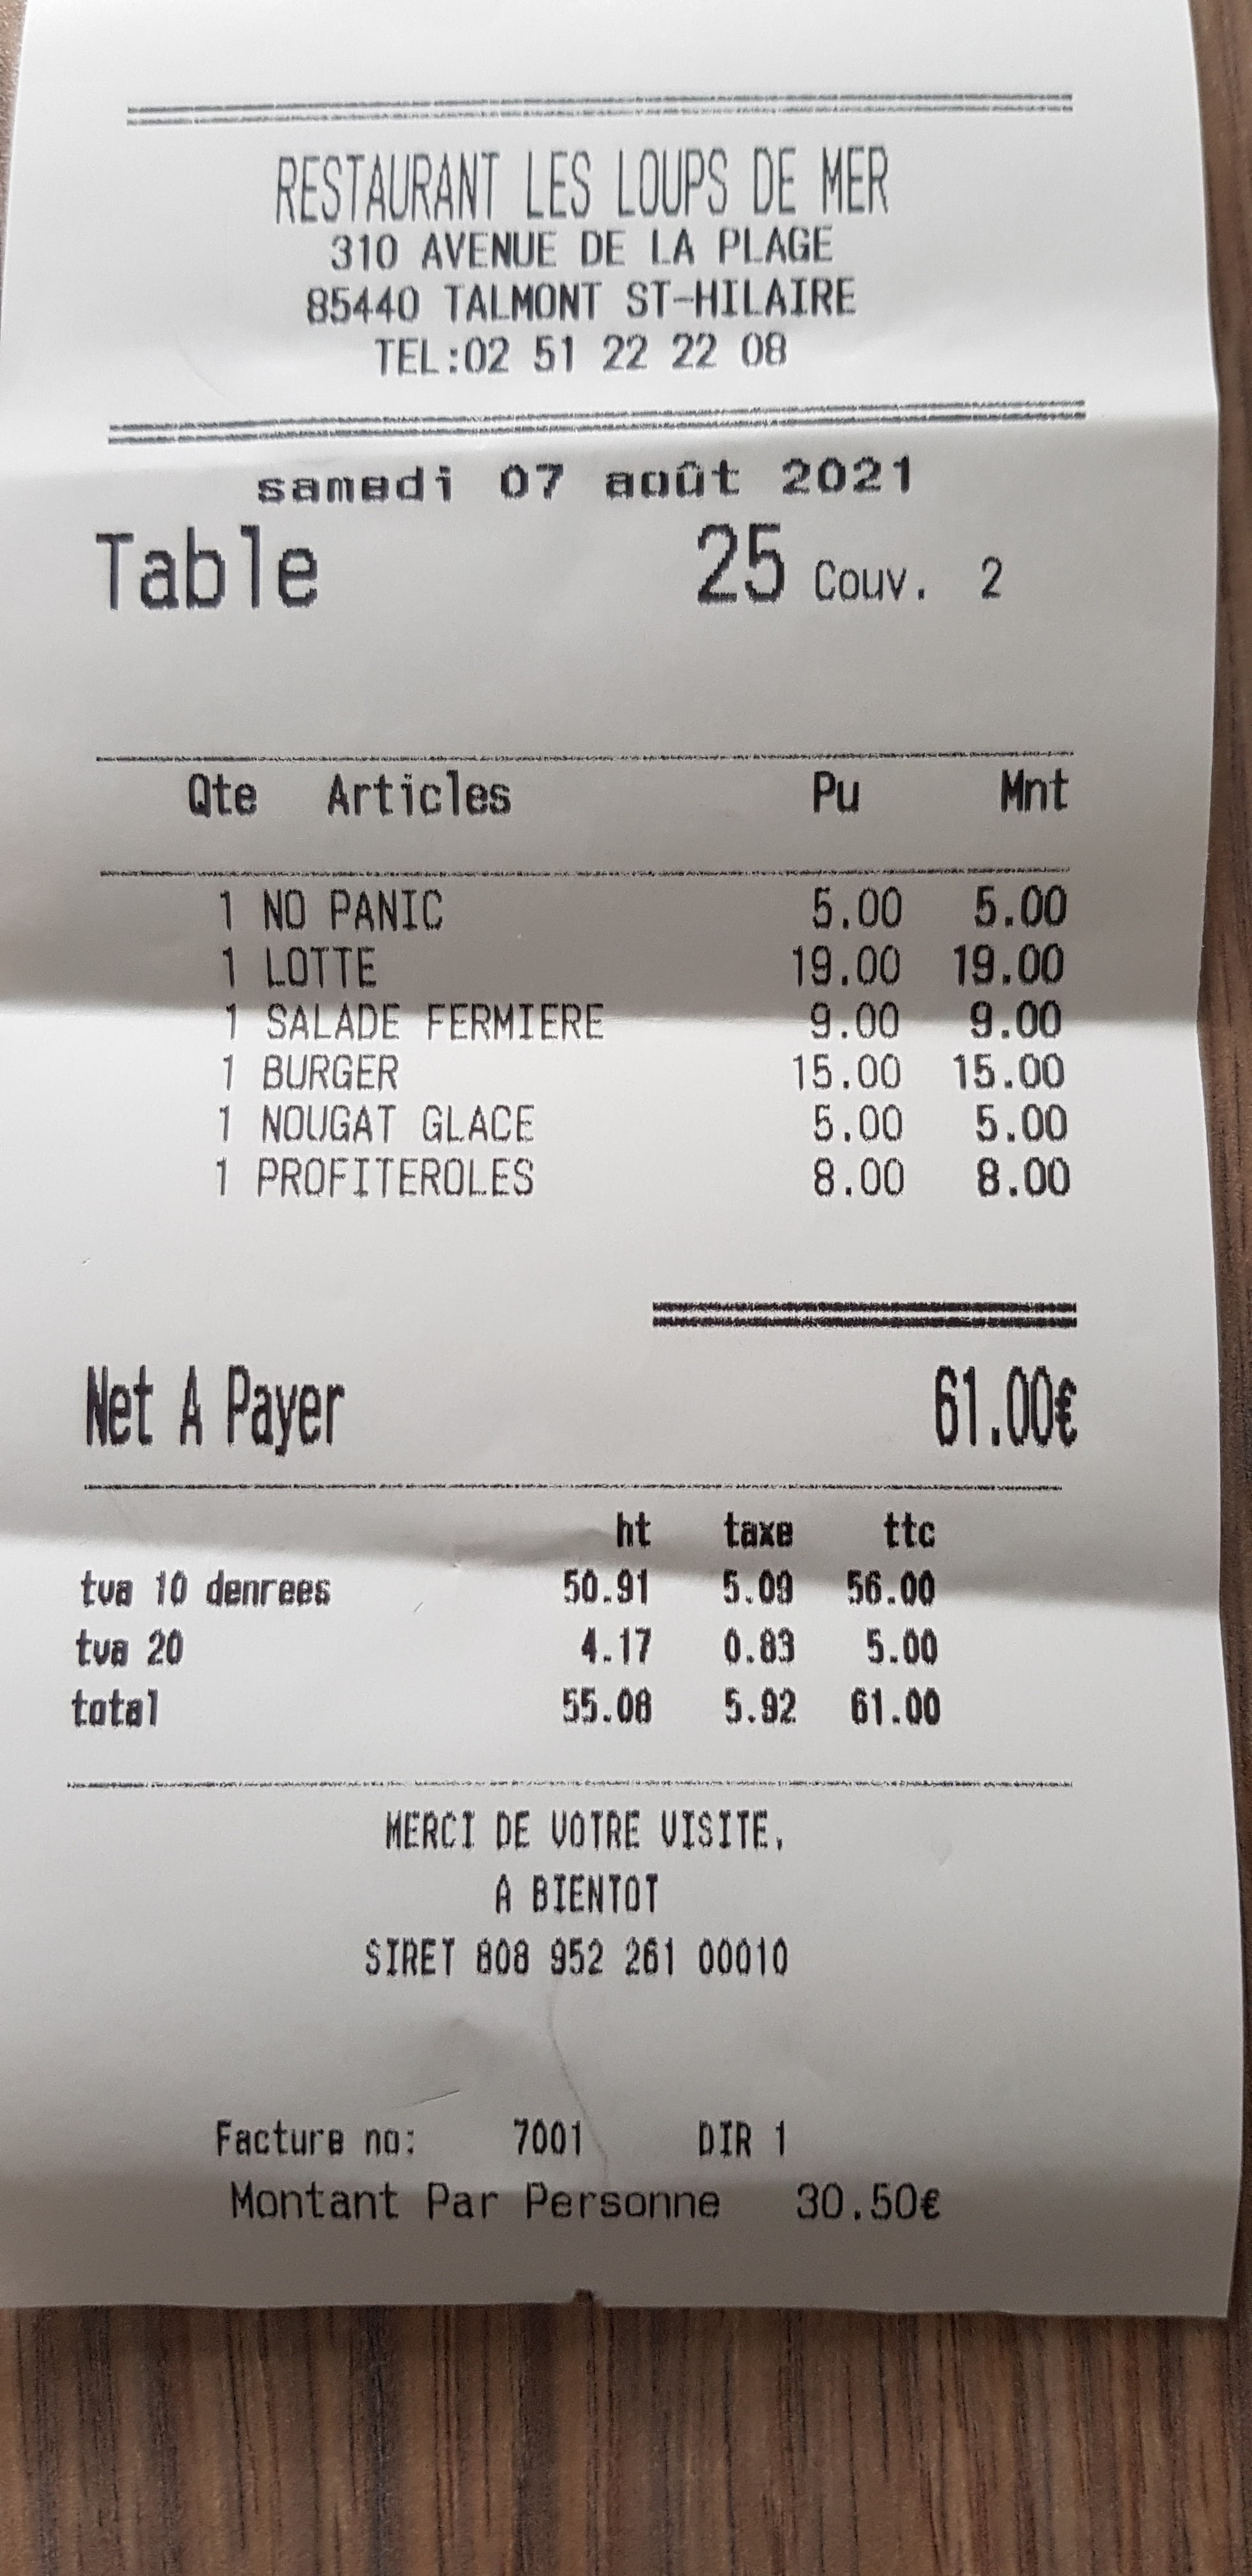 RESTAURANT LES LOUPS DE MER
310 AVENUE DE LA PLAGE
85440 TALMONT ST-HILAIRE
TEL:02 51 22 22 08
samedi 07 août 2021
Table 25 Couv. 2
Qte Articles Pu Mnt
1 NO PANIC 5.00 5.00
1 LOTTE 19.00 19.00
1 SALADE FERMIERE 9.00 9.00
1 BURGER 15.00 15.00
1 NOUGAT GLACE 5.00 5.00
1 PROFITEROLES 8.00 8.00
Net A Payer 61.00€
ht taxe ttc
tva 10 denrees 50.91 5.09 56.00
tva 20 4.17 0.83 5.00
total 55.08 5.92 61.00
MERCI DE VOTRE VISITE,
A BIENTOT
SIRET 808 952 261 00010
Facture no: 7001 DIR 1
Montant Par Personne 30.50€